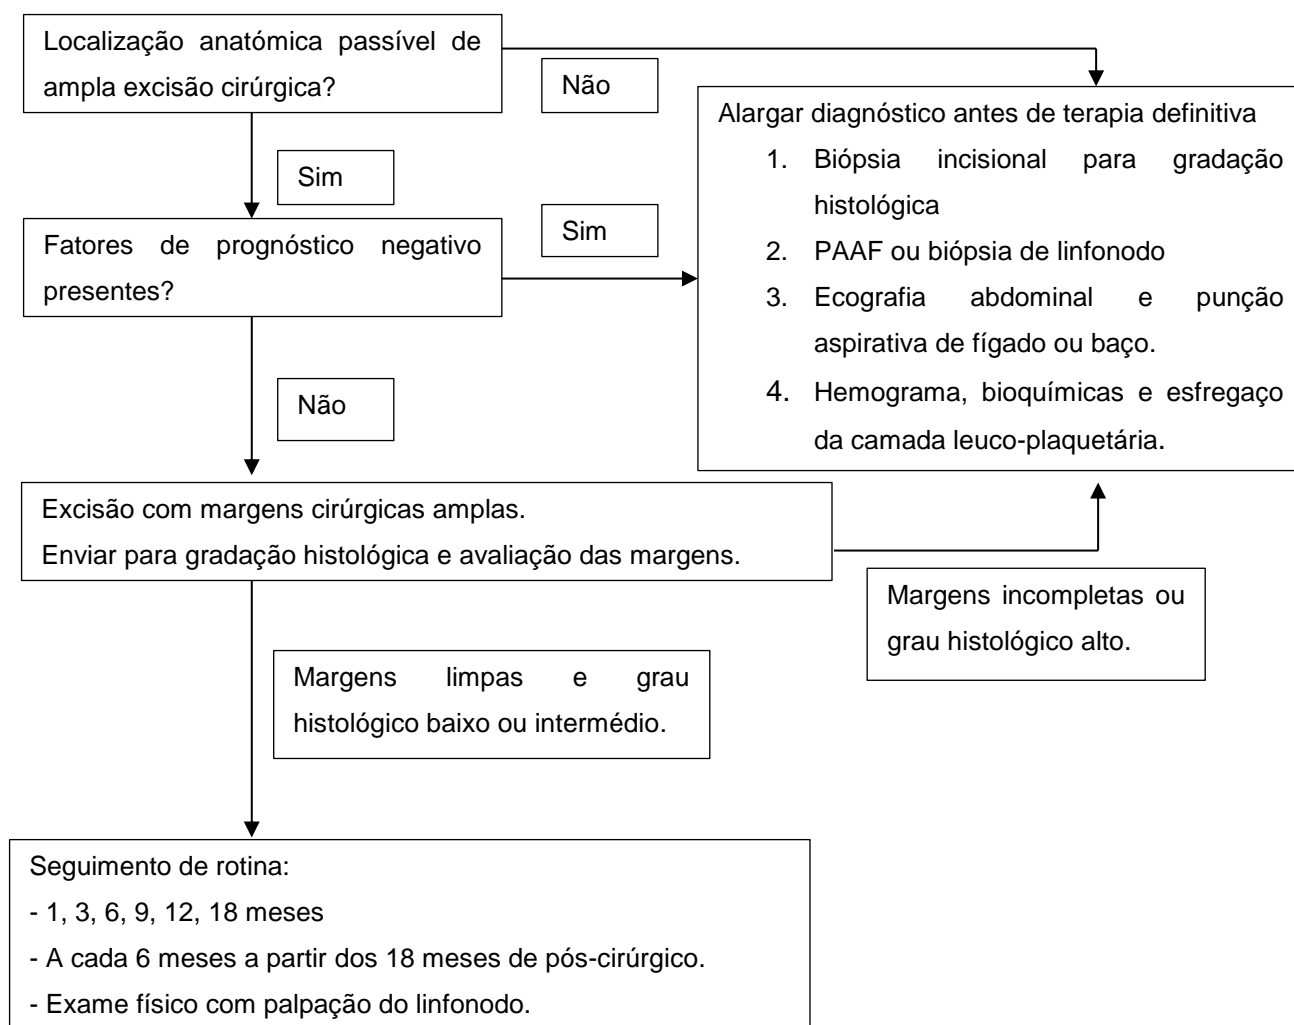 Localização anatómica passível de
ampla excisão cirúrgica?
Não
Alargar diagnóstico antes de terapia definitiva
1. Biópsia incisional para gradação
histológica
2. PAAF ou biópsia de linfonodo
3. Ecografia abdominal e punção
aspirativa de fígado ou baço.
4. Hemograma, bioquímicas e esfregaço
da camada leuco-plaquetária.
Sim
Fatores de prognóstico negativo
presentes?
Sim
Não
Excisão com margens cirúrgicas amplas.
Enviar para gradação histológica e avaliação das margens.
Margens incompletas ou
grau histológico alto.
Margens limpas e grau
histológico baixo ou intermédio.
Seguimento de rotina:
- 1, 3, 6, 9, 12, 18 meses
- A cada 6 meses a partir dos 18 meses de pós-cirúrgico.
- Exame físico com palpação do linfonodo.